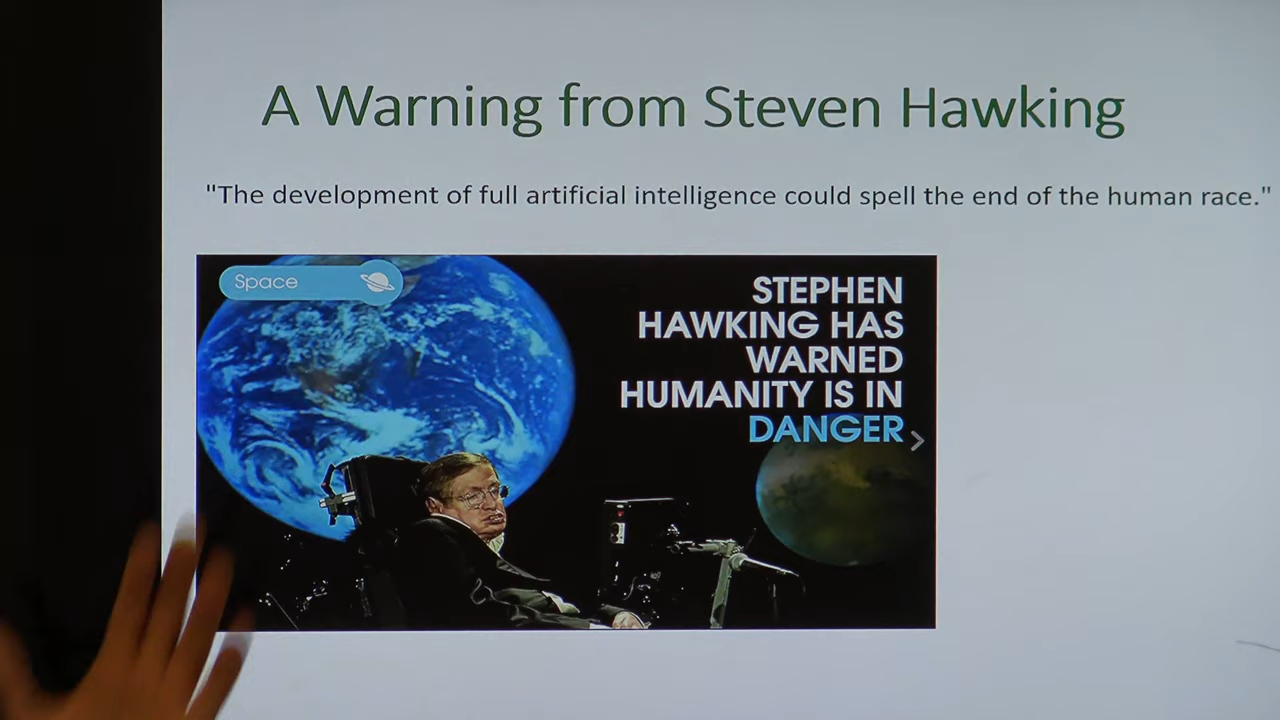 A Warning from Steven Hawking
"The development of full artificial intelligence could spell the end of the human race."
Space
STEPHEN
HAWKING HAS
WARNED
HUMANITY IS IN
DANGER